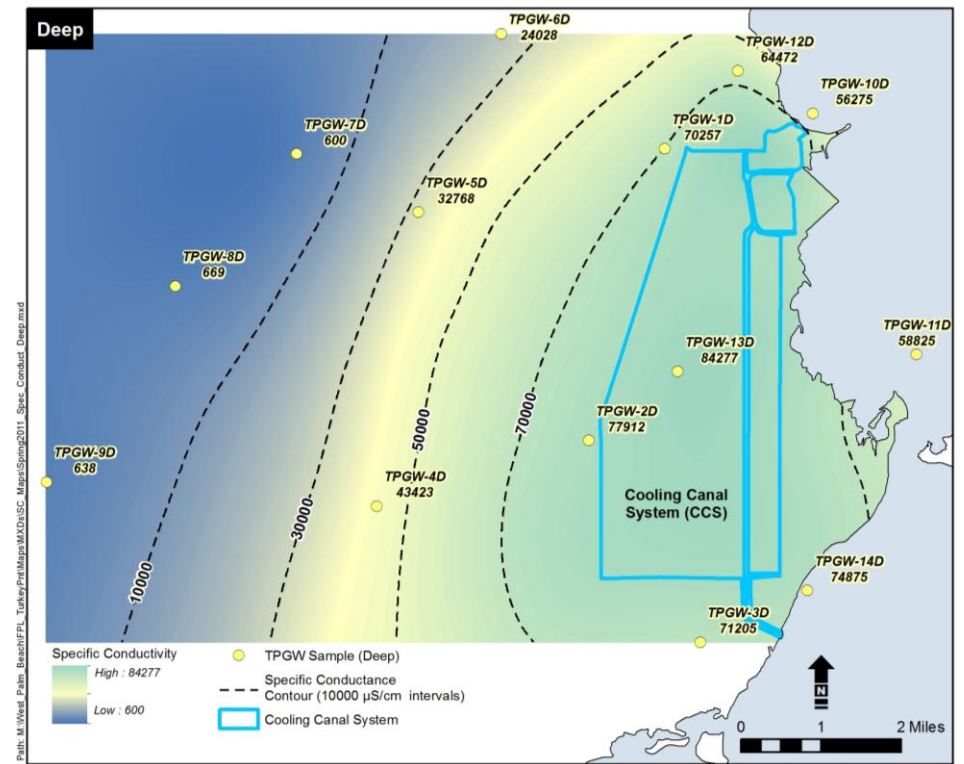 Deep
TPGW-6D
24028
TPGW-12D
64472
TPGW-10D
56275
TPGW-7D
600
TPGW-1D
70257
TPGW-5D
32768
TPGW-8D
669
TPGW-11D
58825
TPGW-13D
84277
TPGW-2D
77912
70000
50000
TPGW-9D
638
TPGW-4D
43423
Cooling Canal
System (CCS)
30000
10000
TPGW-14D
74875
TPGW-3D
71205
Specific Conductivity
High : 84277
Low : 600
TPGW Sample (Deep)
Specific Conductance
Contour (10000 µS/cm intervals)
Cooling Canal System
N
0 1 2 Miles
Path: M:\West_Palm_Beach\FPL_TurkeyPnt\Maps\MXDs\SC_Maps\Spring2011_Spec_Conduct_Deep.mxd